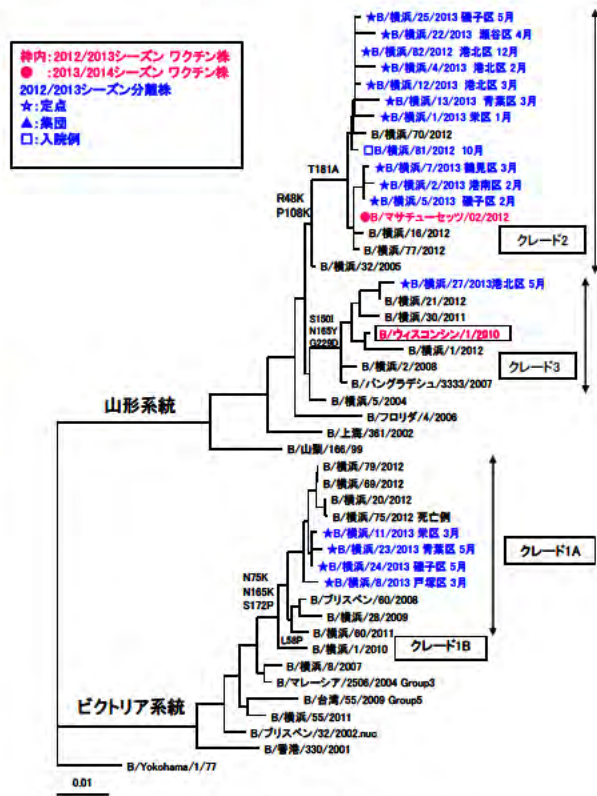 枠内：2012/2013シーズン ワクチン株
●：2013/2014シーズン ワクチン株
2012/2013シーズン分離株
★：定点
▲：集団
□：入院例
★B/横浜/25/2013 磯子区 5月
★B/横浜/22/2013 瀬谷区 4月
★B/横浜/82/2012 港北区 12月
★B/横浜/4/2013 港北区 2月
★B/横浜/12/2013 港北区 3月
★B/横浜/13/2013 青葉区 3月
★B/横浜/1/2013 栄区 1月
B/横浜/70/2012
□B/横浜/81/2012 10月
T181A
★B/横浜/7/2013 鶴見区 3月
★B/横浜/2/2013 港南区 2月
★B/横浜/5/2013 磯子区 2月
R48K
P108K
●B/マサチューセッツ/02/2012
B/横浜/16/2012
クレード2
B/横浜/77/2012
B/横浜/32/2005
★B/横浜/27/2013港北区 5月
B/横浜/21/2012
B/横浜/30/2011
S150I
N165Y
G229D
B/ウィスコンシン/1/2010
B/横浜/1/2012
クレード3
B/横浜/2/2008
B/バングラデシュ/3333/2007
B/横浜/5/2004
山形系統
B/フロリダ/4/2006
B/上海/361/2002
B/山梨/166/99
B/横浜/79/2012
B/横浜/69/2012
B/横浜/20/2012
B/横浜/75/2012 死亡例
★B/横浜/11/2013 栄区 3月
★B/横浜/23/2013 青葉区 5月
クレード1A
★B/横浜/24/2013 磯子区 5月
★B/横浜/8/2013 戸塚区 3月
N75K
N165K
S172P
B/ブリスベン/60/2008
B/横浜/28/2009
B/横浜/60/2011
L58P
B/横浜/1/2010
クレード1B
B/横浜/8/2007
B/マレーシア/2506/2004 Group3
ビクトリア系統
B/台湾/55/2009 Group5
B/横浜/55/2011
B/ブリスベン/32/2002.nuc
B/香港/330/2001
B/Yokohama/1/77
0.01